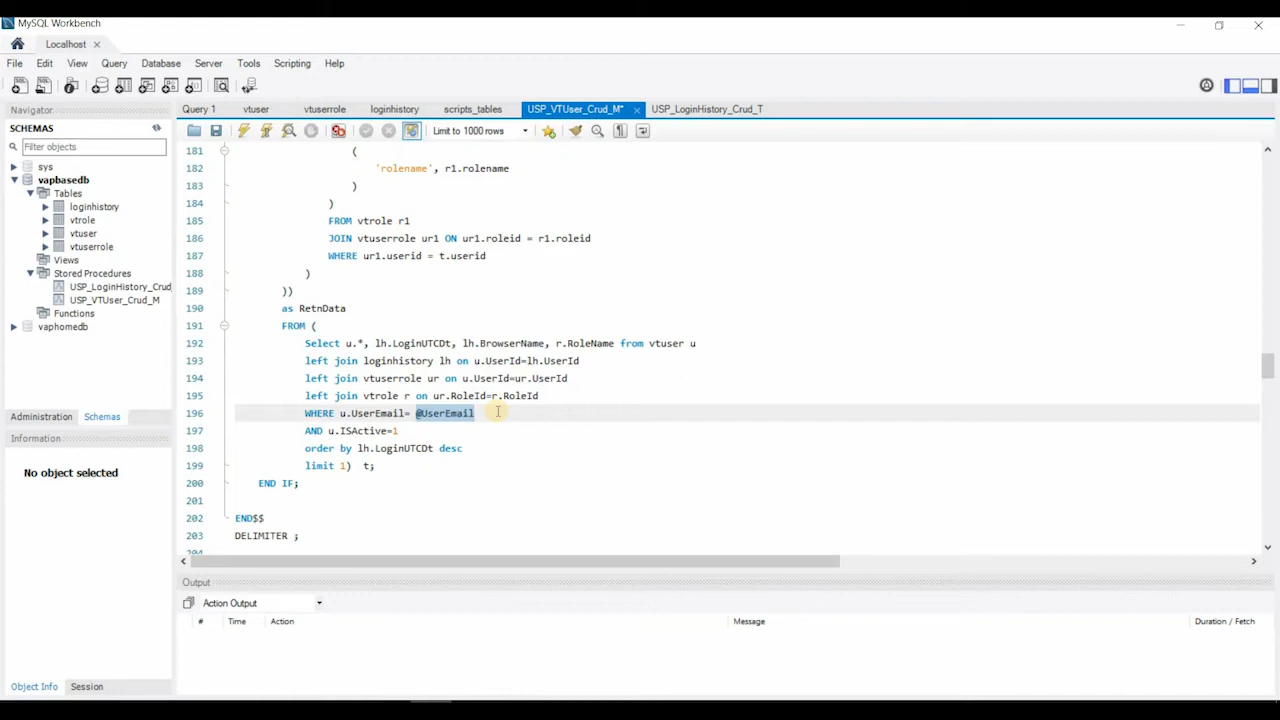 MySQL Workbench
Localhost
File Edit View Query Database Server Tools Scripting Help
Navigator
SCHEMAS
Filter objects
sys
vapbasedb
Tables
loginhistory
vtrole
vtuser
vtuserrole
Views
Stored Procedures
USP_LoginHistory_Crud
USP_VTUser_Crud_M
Functions
vaphomedb
Administration Schemas
Information
No object selected
Object Info Session
Query 1 vtuser vtuserrole loginhistory scripts_tables USP_VTUser_Crud_M* USP_LoginHistory_Crud_T
Limit to 1000 rows
181 (
182 'rolename', r1.rolename
183 )
184 )
185 FROM vtrole r1
186 JOIN vtuserrole ur1 ON ur1.roleid = r1.roleid
187 WHERE ur1.userid = t.userid
188 )
189 ))
190 as RetnData
191 FROM (
192 Select u.*, lh.LoginUTCDt, lh.BrowserName, r.RoleName from vtuser u
193 left join loginhistory lh on u.UserId=lh.UserId
194 left join vtuserrole ur on u.UserId=ur.UserId
195 left join vtrole r on ur.RoleId=r.RoleId
196 WHERE u.UserEmail= @UserEmail
197 AND u.ISActive=1
198 order by lh.LoginUTCDt desc
199 limit 1) t;
200 END IF;
201
202 END$$
203 DELIMITER ;
204
Output
Action Output
# Time Action Message Duration / Fetch